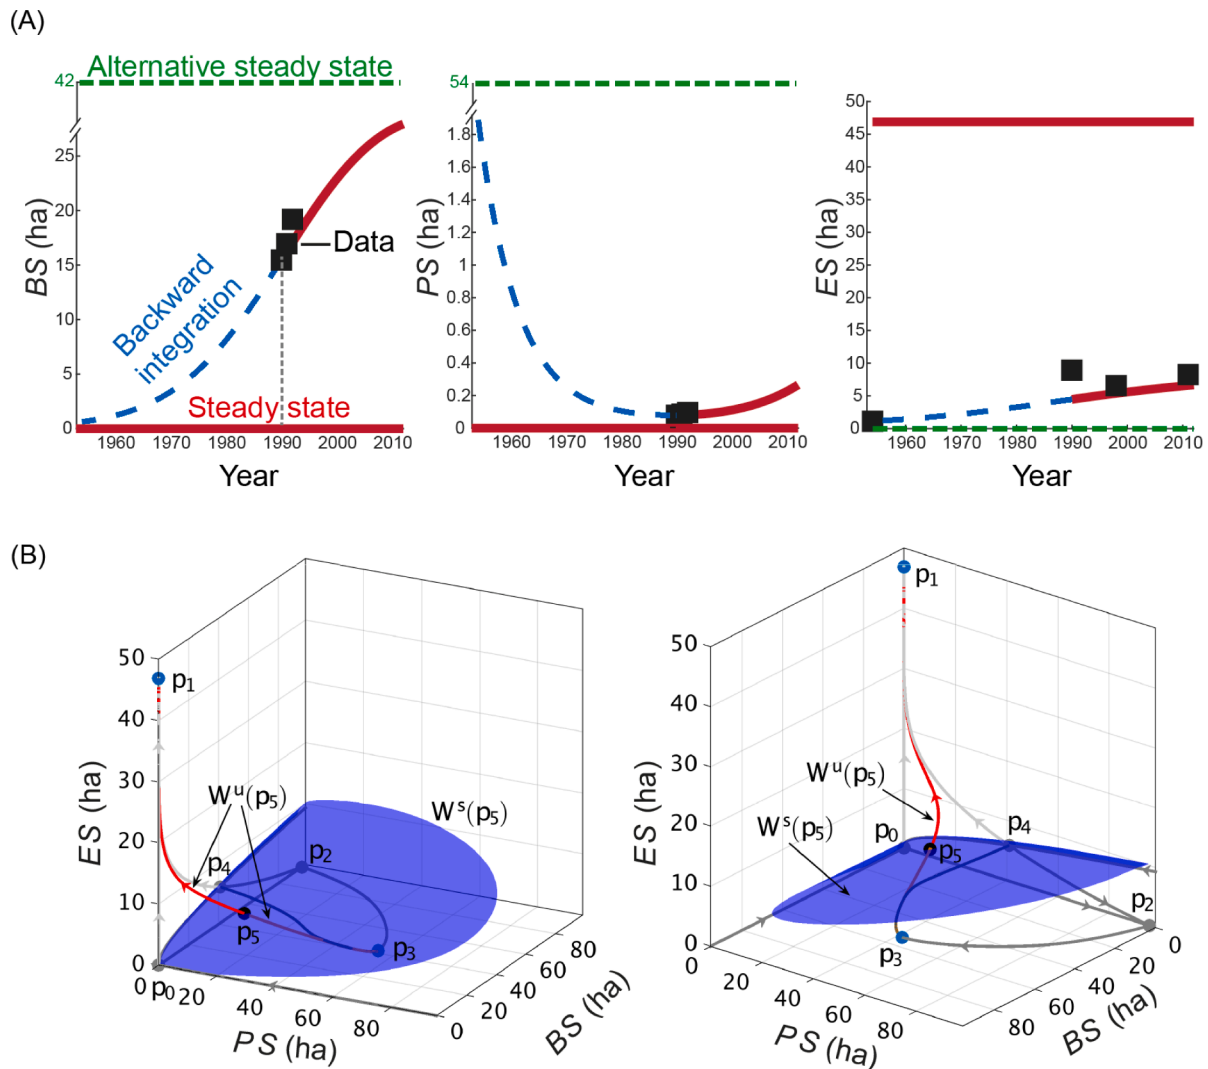 (A)
Alternative steady state
42
25
20
15
10
5
0
BS (ha)
Data
Backward
integration
Steady state
1960 1970 1980 1990 2000 2010
Year
54
1.8
1.6
1.4
1.2
1
0.8
0.6
0.4
0.2
0
PS (ha)
1960 1970 1980 1990 2000 2010
Year
50
45
40
35
30
25
20
15
10
5
0
ES (ha)
1960 1970 1980 1990 2000 2010
Year
(B)
50
40
30
20
10
0
ES (ha)
p1
Wu(p5)
Ws(p5)
p4
p2
p5
p3
p0
0 20 40 60 80
PS (ha)
0 20 40 60 80
BS (ha)
50
40
30
20
10
0
ES (ha)
p1
Wu(p5)
Ws(p5)
p0
p4
p5
p2
p3
0 20 40 60 80
PS (ha)
80 60 40 20 0
BS (ha)